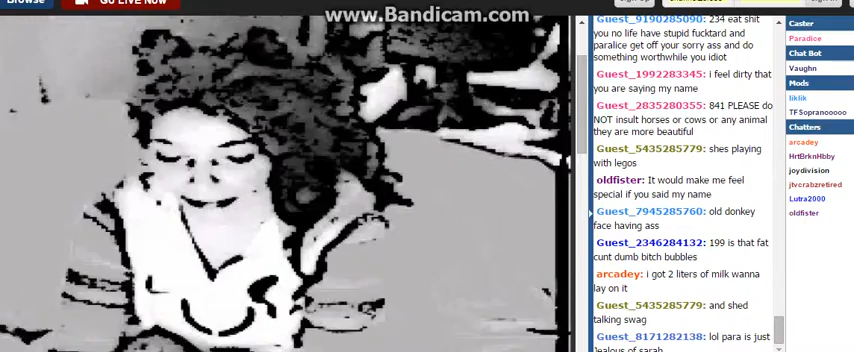 Browse
GO LIVE NOW
www.Bandicam.com
Guest_9190285090: 234 eat shit
you no life have stupid fucktard and
paralice get off your sorry ass and do
something worthwhile you idiot
Guest_1992283345: i feel dirty that
you are saying my name
Guest_2835280355: 841 PLEASE do
NOT insult horses or cows or any animal
they are more beautiful
Guest_5435285779: shes playing
with legos
oldfister: It would make me feel
special if you said my name
Guest_7945285760: old donkey
face having ass
Guest_2346284132: 199 is that fat
cunt dumb bitch bubbles
arcadey: i got 2 liters of milk wanna
lay on it
Guest_5435285779: and shed
talking swag
Guest_8171282138: lol para is just
jealous of sarah
Caster
Paradice
Chat Bot
Vaughn
Mods
liklik
TFSopranooooo
Chatters
arcadey
HrtBrknHbby
joydivision
jtvcrabzretired
Lutra2000
oldfister